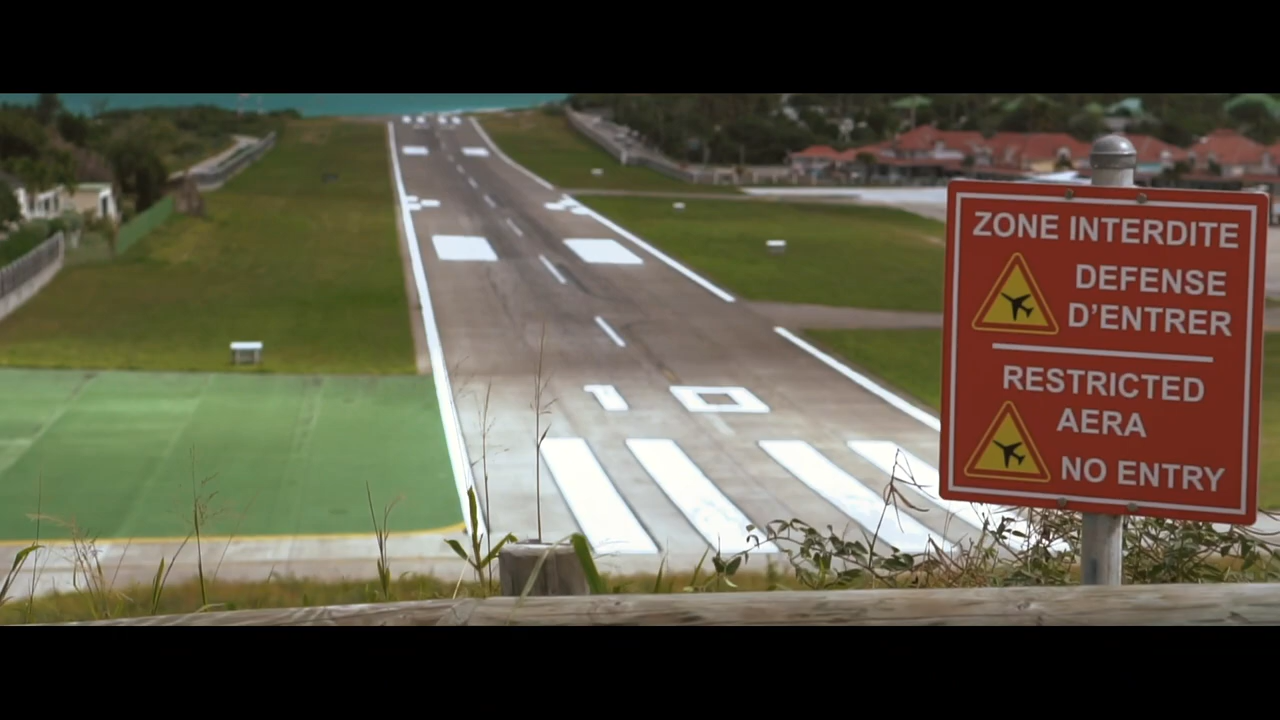 ZONE INTERDITE
DEFENSE
D'ENTRER
RESTRICTED
AERA
NO ENTRY
10